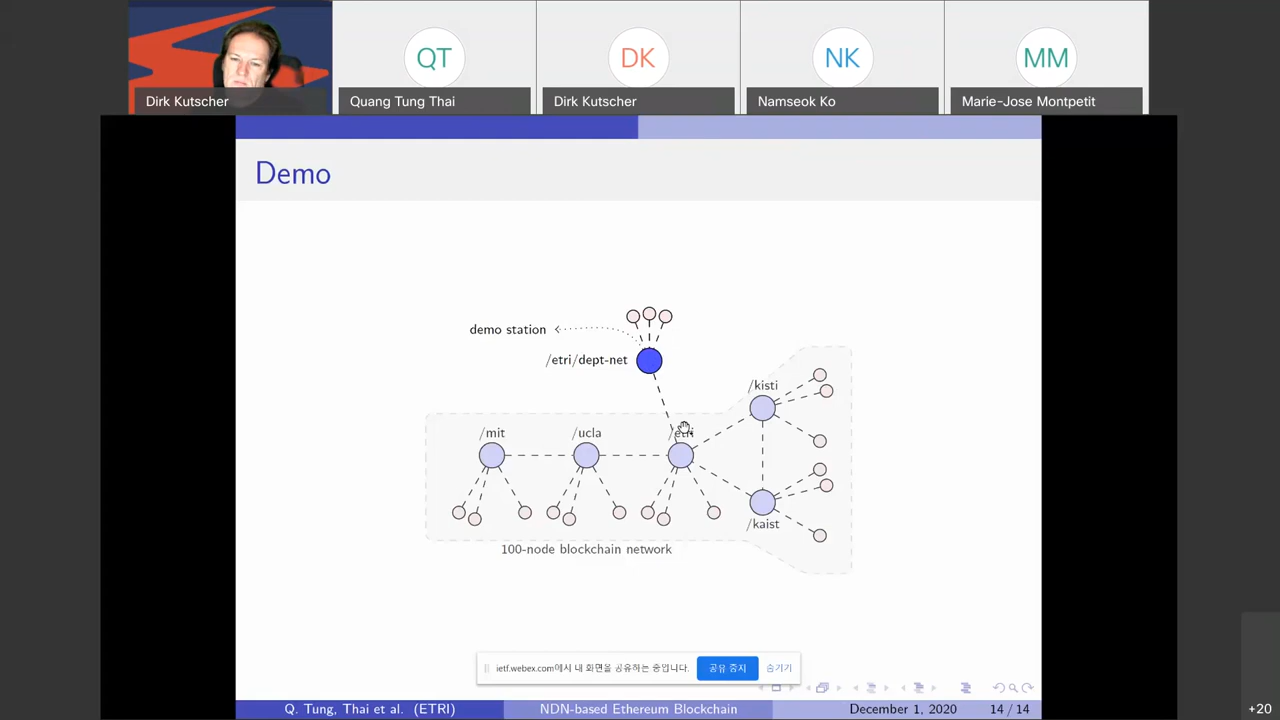 QT
DK
NK
MM
Dirk Kutscher
Quang Tung Thai
Dirk Kutscher
Namseok Ko
Marie-Jose Montpetit
Demo
demo station
/etri/dept-net
/kisti
/mit
/ucla
/etri
/kaist
100-node blockchain network
ietf.webex.com에서 내 화면을 공유하는 중입니다.
공유 중지
숨기기
Q. Tung, Thai et al. (ETRI)
NDN-based Ethereum Blockchain
December 1, 2020
14 / 14
+20